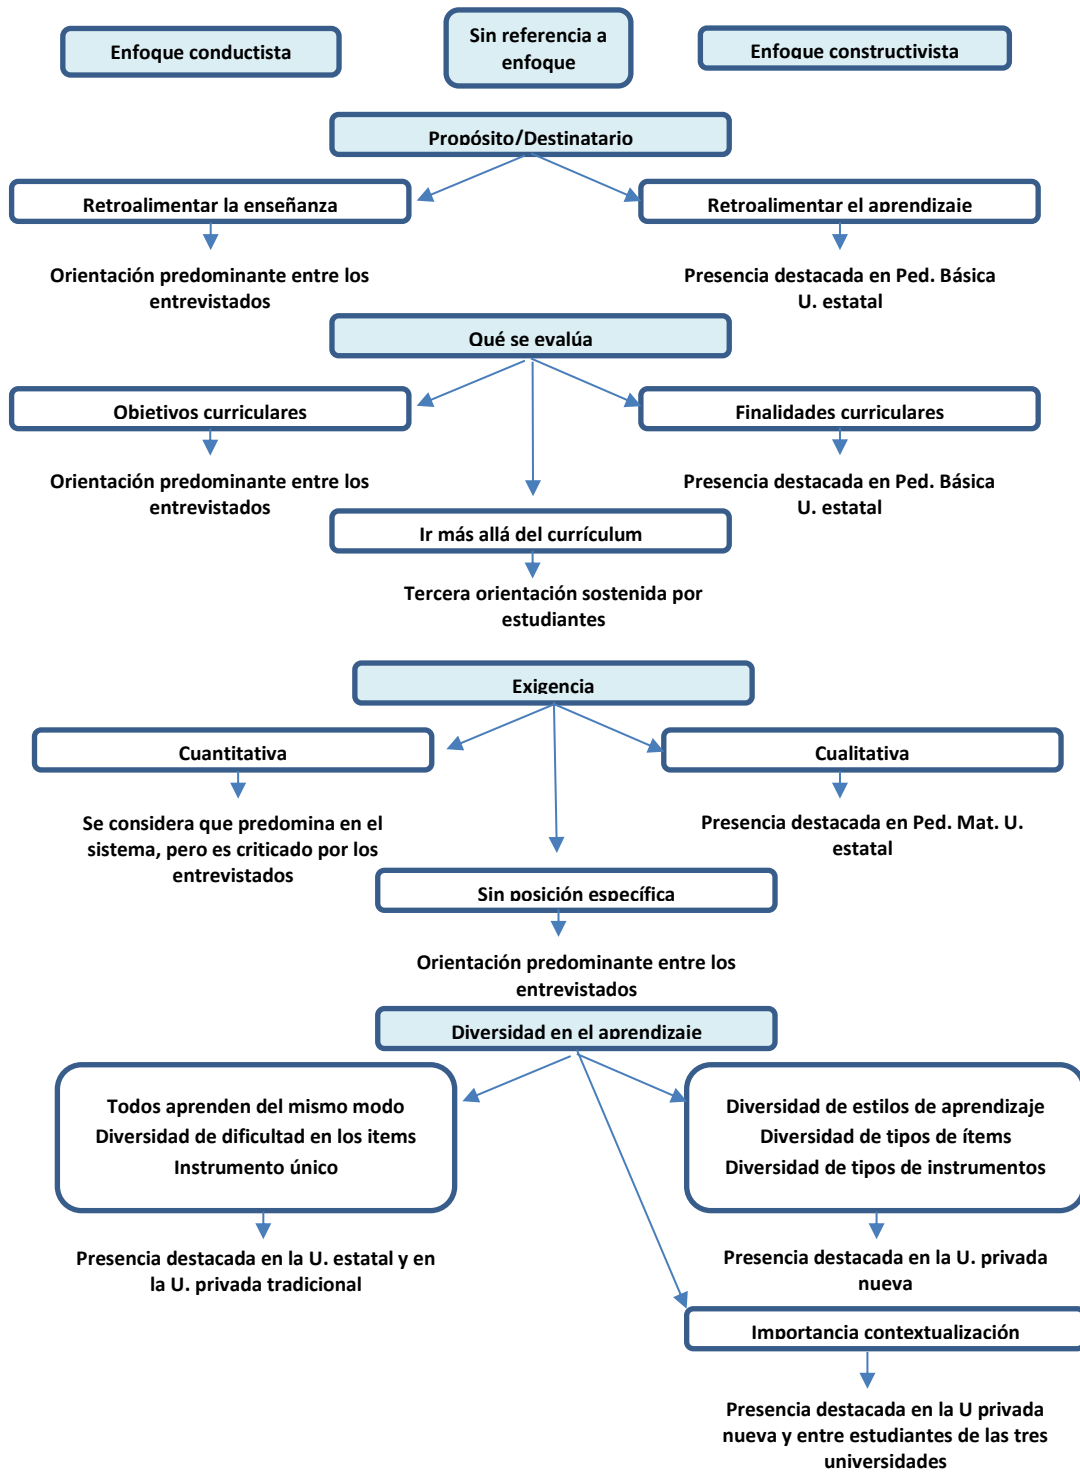 Enfoque conductista
Sin referencia a
enfoque
Enfoque constructivista
Propósito/Destinatario
Retroalimentar la enseñanza
Retroalimentar el aprendizaje
Orientación predominante entre los
entrevistados
Presencia destacada en Ped. Básica
U. estatal
Qué se evalúa
Objetivos curriculares
Finalidades curriculares
Orientación predominante entre los
entrevistados
Presencia destacada en Ped. Básica
U. estatal
Ir más allá del currículum
Tercera orientación sostenida por
estudiantes
Exigencia
Cuantitativa
Cualitativa
Se considera que predomina en el
sistema, pero es criticado por los
entrevistados
Presencia destacada en Ped. Mat. U.
estatal
Sin posición específica
Orientación predominante entre los
entrevistados
Diversidad en el aprendizaje
Todos aprenden del mismo modo
Diversidad de dificultad en los items
Instrumento único
Diversidad de estilos de aprendizaje
Diversidad de tipos de ítems
Diversidad de tipos de instrumentos
Presencia destacada en la U. estatal y en
la U. privada tradicional
Presencia destacada en la U. privada
nueva
Importancia contextualización
Presencia destacada en la U privada
nueva y entre estudiantes de las tres
universidades